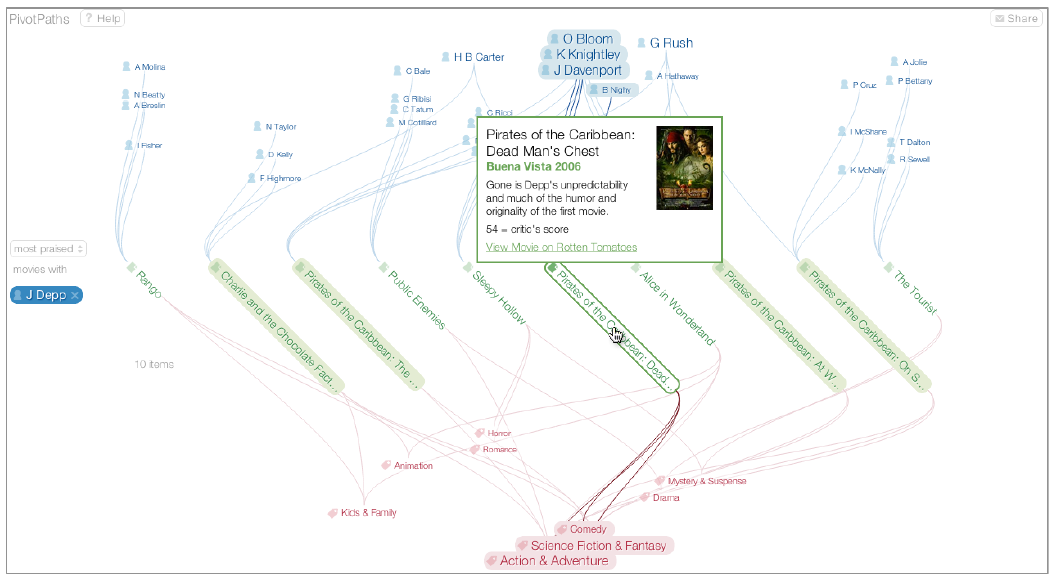 PivotPaths
? Help
Share
O Bloom
K Knightley
J Davenport
B Nighy
G Rush
H B Carter
A Hathaway
A Molina
N Beatty
A Breslin
I Fisher
C Bale
G Ribisi
C Tatum
M Cotillard
C Ricci
N Taylor
D Kelly
F Highmore
A Jolie
P Bettany
P Cruz
I McShane
K McNally
T Dalton
R Sewell
Pirates of the Caribbean:
Dead Man's Chest
Buena Vista 2006
Gone is Depp's unpredictability
and much of the humor and
originality of the first movie.
54 = critic's score
View Movie on Rotten Tomatoes
most praised
movies with
J Depp ×
10 items
Rango
Charlie and the Chocolate Fact...
Pirates of the Caribbean: The ...
Public Enemies
Sleepy Hollow
Pirates of the Caribbean: Dead...
Alice in Wonderland
Pirates of the Caribbean: At W...
Pirates of the Caribbean: On S...
The Tourist
Horror
Romance
Animation
Mystery & Suspense
Drama
Kids & Family
Comedy
Science Fiction & Fantasy
Action & Adventure